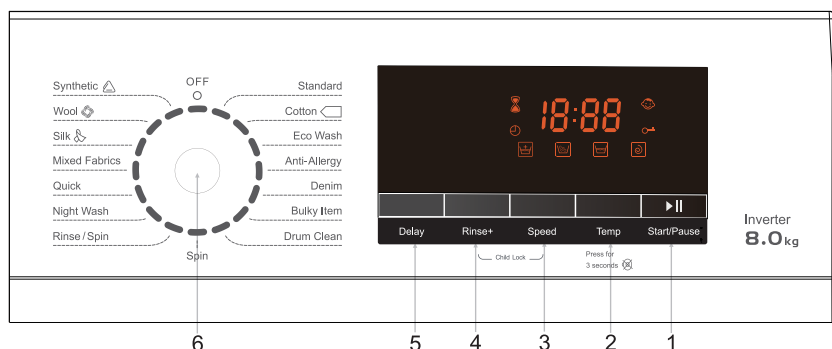 OFF
Synthetic
Standard
Wool
Cotton
Silk
Eco Wash
Mixed Fabrics
Anti-Allergy
Quick
Denim
Night Wash
Bulky Item
Rinse/Spin
Drum Clean
Spin
18:88
Delay
Rinse+
Speed
Temp
Start/Pause
Child Lock
Press for
3 seconds
Inverter
8.0kg
6
5
4
3
2
1